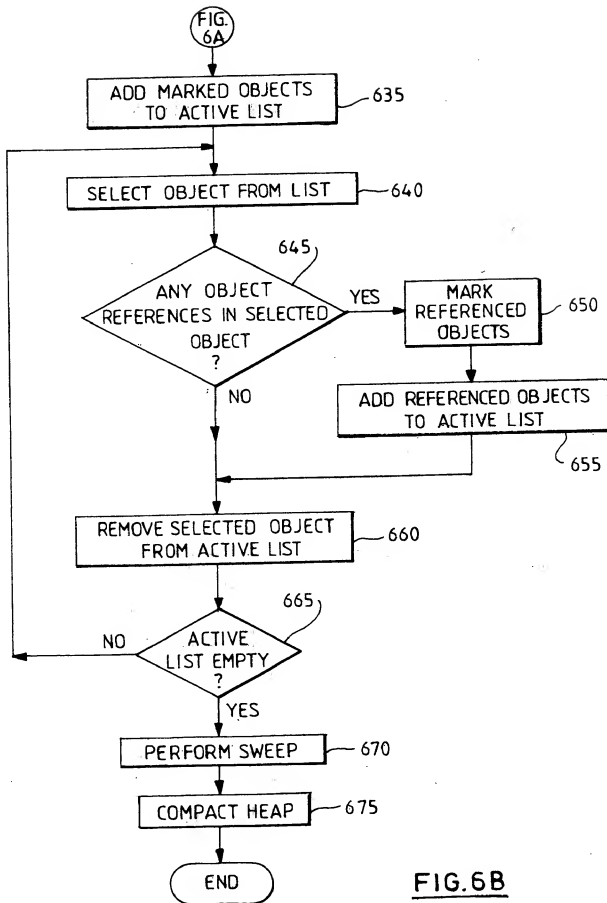 FIG.
6A
ADD MARKED OBJECTS
TO ACTIVE LIST
635
SELECT OBJECT FROM LIST
640
645
ANY OBJECT
REFERENCES IN SELECTED
OBJECT
?
YES
MARK
REFERENCED
OBJECTS
650
NO
ADD REFERENCED OBJECTS
TO ACTIVE LIST
655
REMOVE SELECTED OBJECT
FROM ACTIVE LIST
660
665
NO
ACTIVE
LIST EMPTY
?
YES
PERFORM SWEEP
670
COMPACT HEAP
675
END
FIG.6B